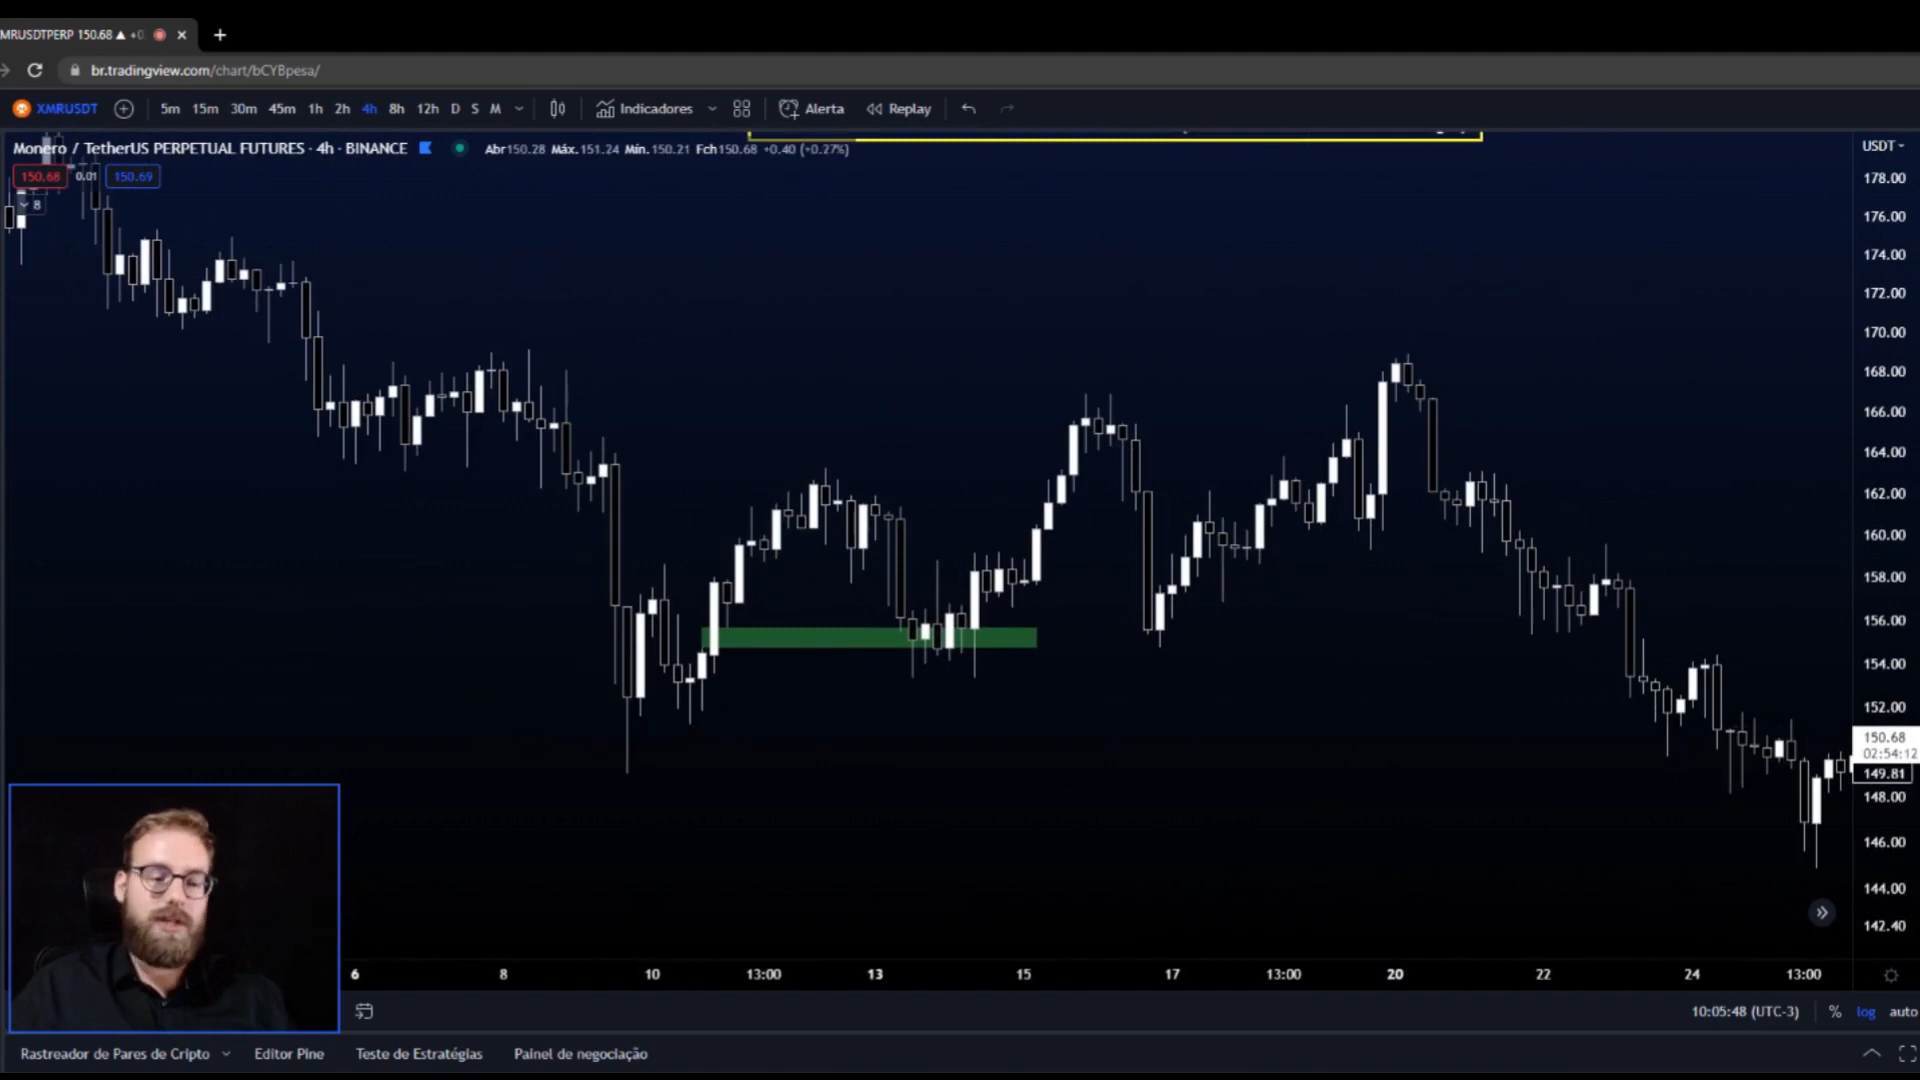 MRUSDTPERP 150.68 ▲ +0
br.tradingview.com/chart/bCYBpesa/
XMRUSDT 5m 15m 30m 45m 1h 2h 4h 8h 12h D S M Indicadores Alerta Replay
Monero / TetherUS PERPETUAL FUTURES · 4h · BINANCE Abr150.28 Máx.151.24 Mín.150.21 Fch150.68 +0.40 (+0.27%)
150.68 0.01 150.69
8
USDT
178.00
176.00
174.00
172.00
170.00
168.00
166.00
164.00
162.00
160.00
158.00
156.00
154.00
152.00
150.68
02:54:12
149.81
148.00
146.00
144.00
142.40
6 8 10 13:00 13 15 17 13:00 20 22 24 13:00
10:05:48 (UTC-3) % log auto
Rastreador de Pares de Cripto Editor Pine Teste de Estratégias Painel de negociação